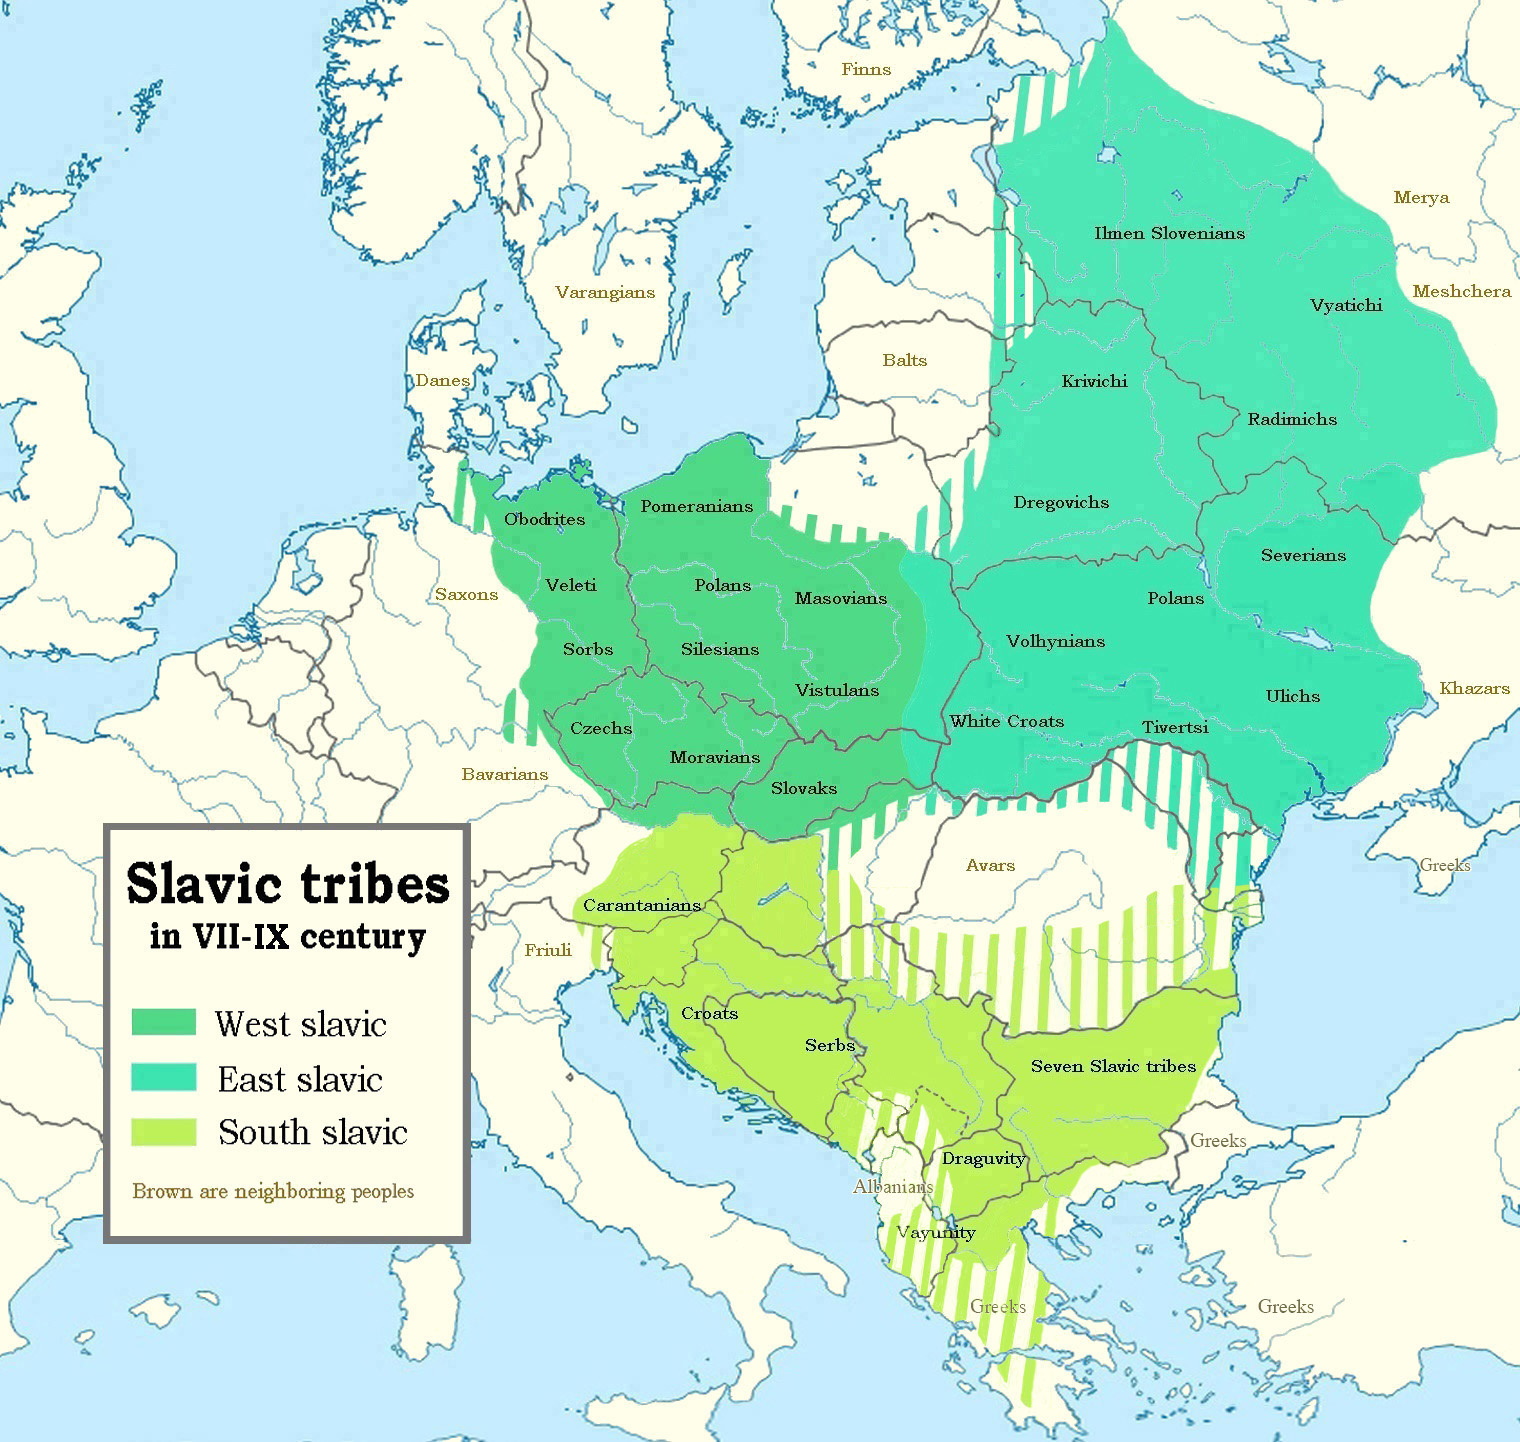 Finns
Merya
Ilmen Slovenians
Varangians
Meshchera
Vyatichi
Balts
Danes
Krivichi
Radimichs
Dregovichs
Pomeranians
Obodrites
Severians
Veleti
Polans
Saxons
Masovians
Polans
Volhynians
Sorbs
Silesians
Vistulans
Khazars
Ulichs
White Croats
Tivertsi
Czechs
Moravians
Bavarians
Slovaks
Avars
Greeks
Carantanians
Friuli
Croats
Serbs
Seven Slavic tribes
Greeks
Draguvity
Albanians
Vayunity
Greeks
Greeks
Slavic tribes
in VII-IX century
West slavic
East slavic
South slavic
Brown are neighboring peoples